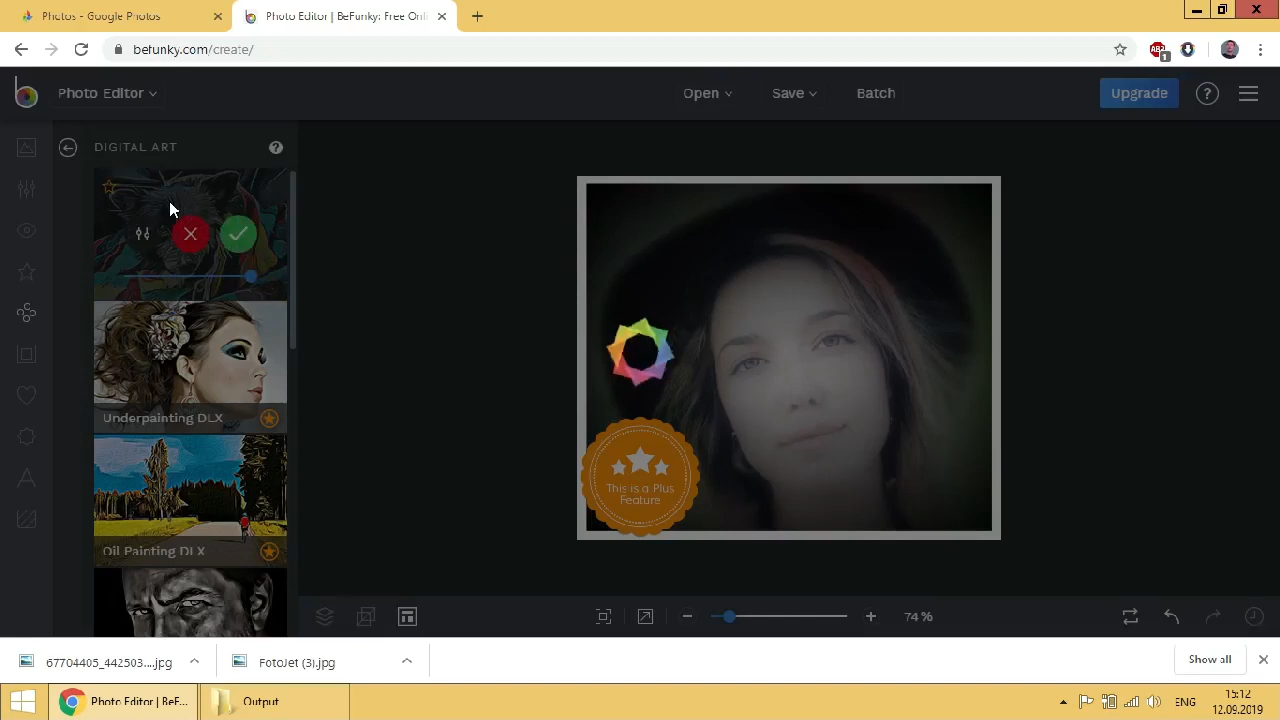 Photos - Google Photos
Photo Editor | BeFunky: Free Onli
befunky.com/create/
ABP
1
Photo Editor
Open
Save
Batch
Upgrade
?
DIGITAL ART
?
Underpainting DLX
Oil Painting DLX
This is a Plus
Feature
74 %
67704405_442503....jpg
FotoJet (3).jpg
Show all
Photo Editor | BeF...
Output
ENG
15:12
12.09.2019